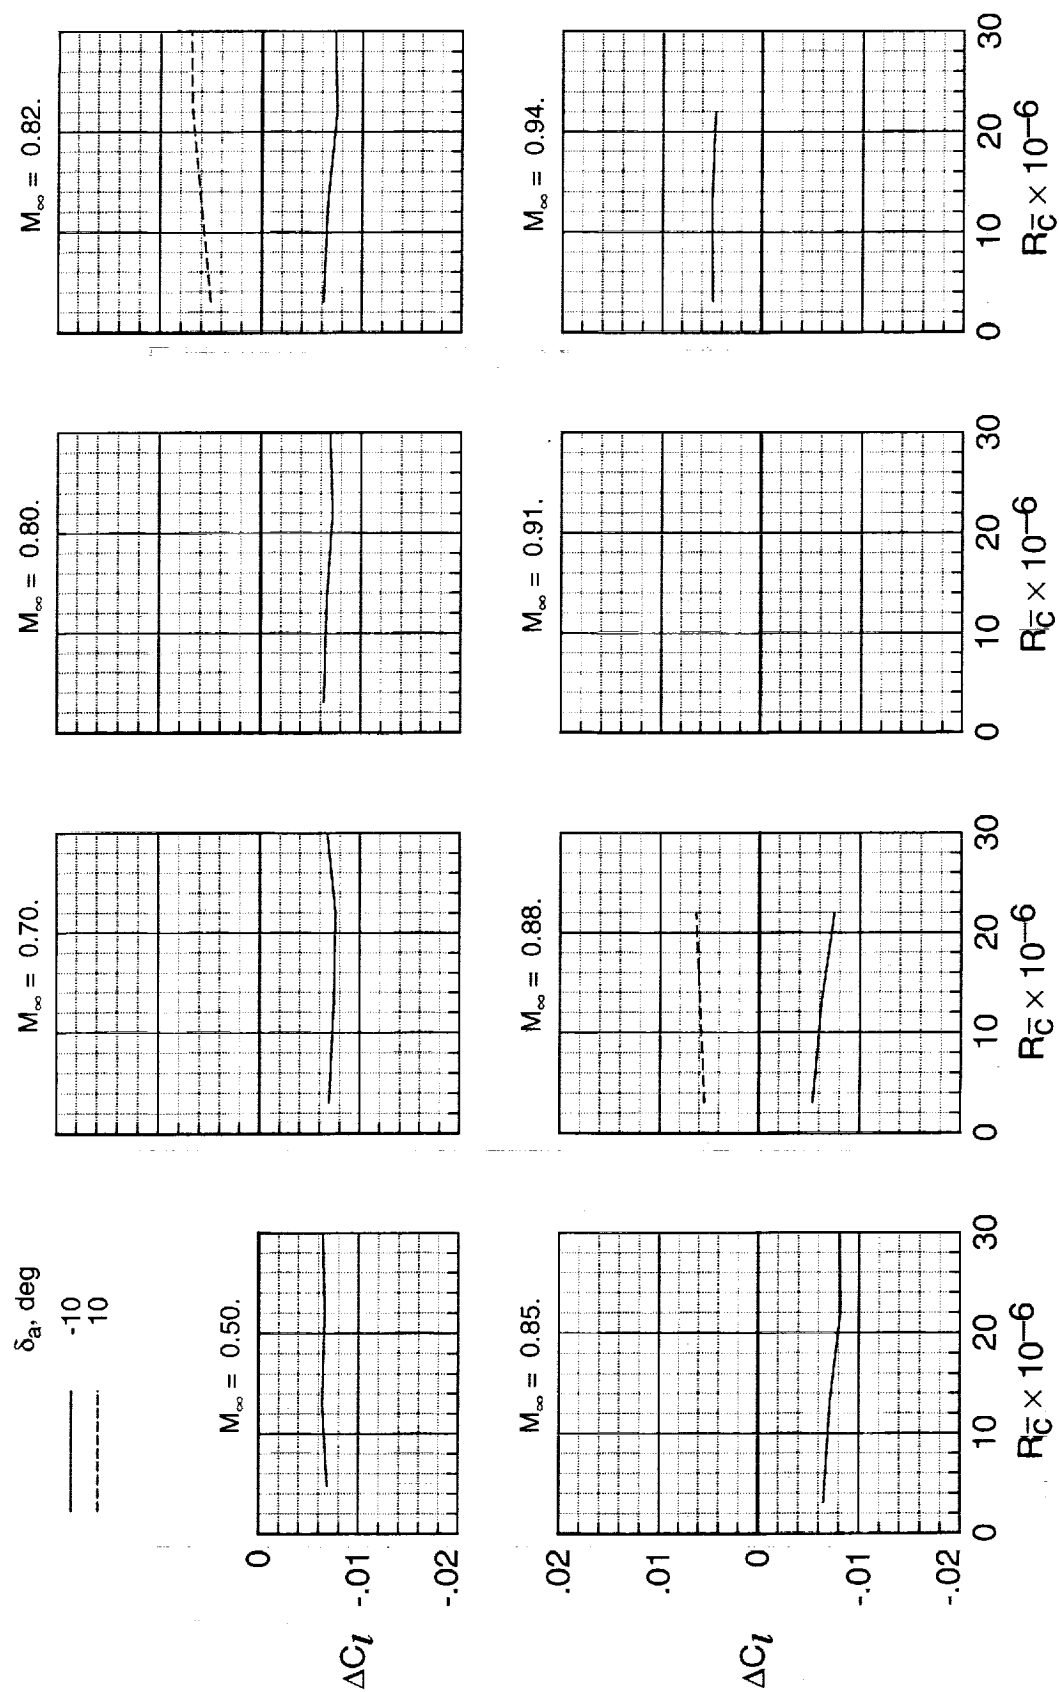 δa, deg
-10
10
M∞ = 0.50.
M∞ = 0.70.
M∞ = 0.80.
M∞ = 0.82.
0
-.01
-.02
ΔCl
M∞ = 0.85.
M∞ = 0.88.
M∞ = 0.91.
M∞ = 0.94.
.02
.01
0
-.01
-.02
ΔCl
0 10 20 30
0 10 20 30
0 10 20 30
0 10 20 30
Rc̄ × 10−6
Rc̄ × 10−6
Rc̄ × 10−6
Rc̄ × 10−6